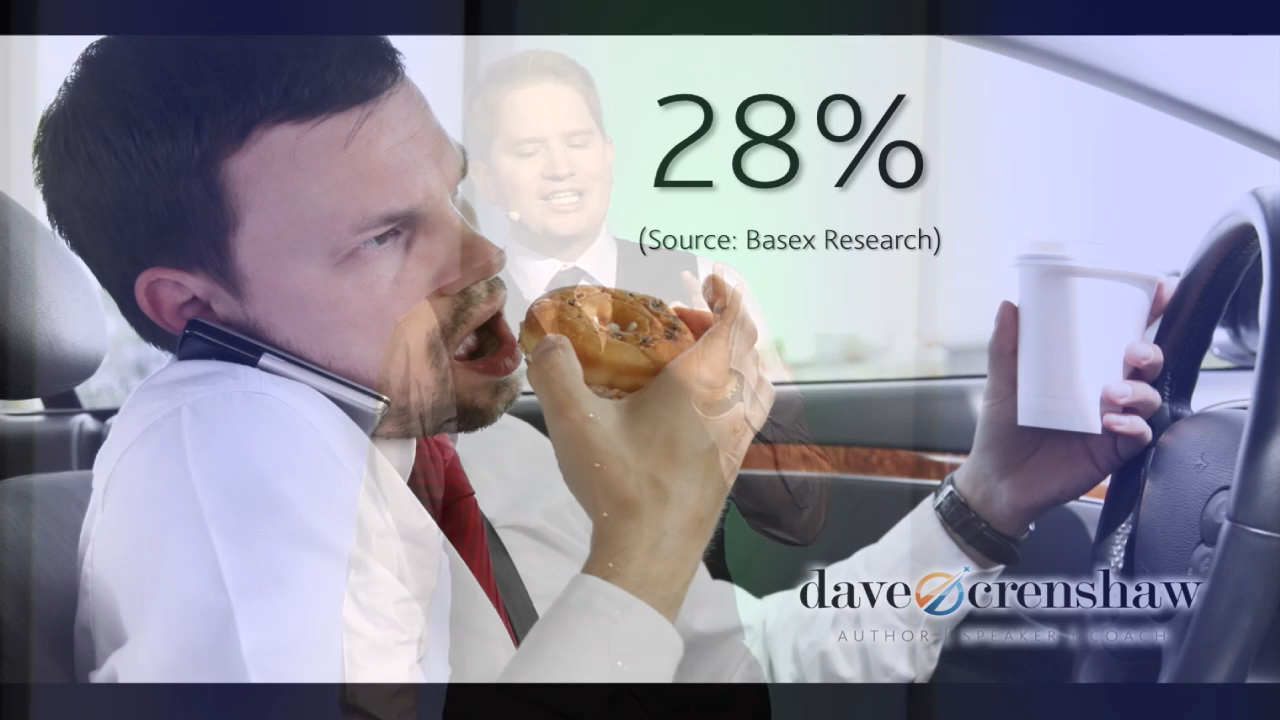 28%
(Source: Basex Research)
dave crenshaw
AUTHOR | SPEAKER | COACH